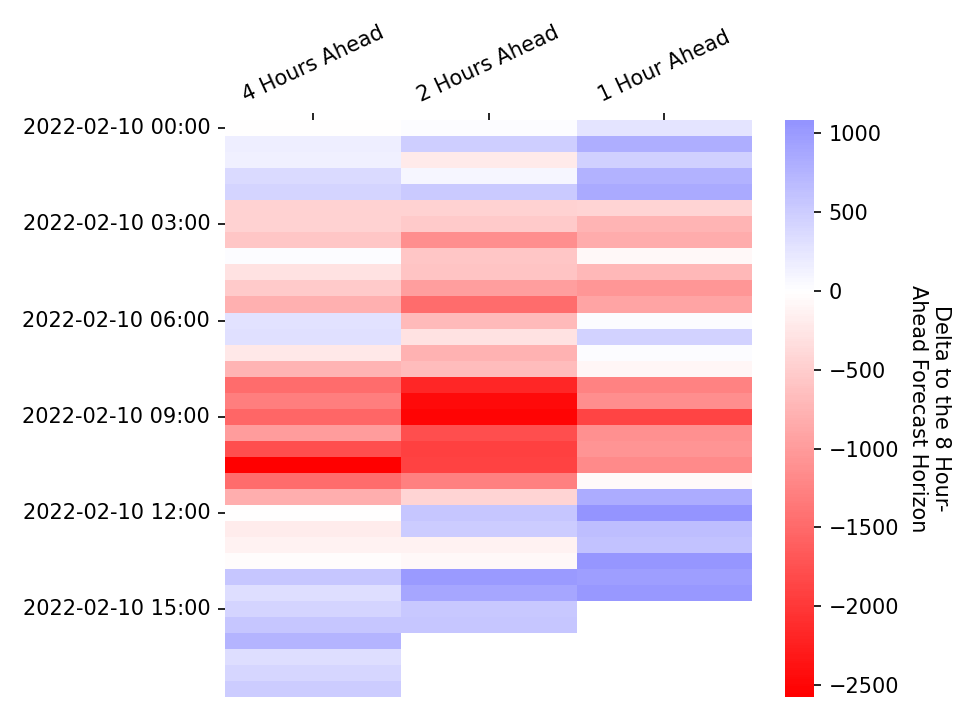 4 Hours Ahead
2 Hours Ahead
1 Hour Ahead
2022-02-10 00:00
2022-02-10 03:00
2022-02-10 06:00
2022-02-10 09:00
2022-02-10 12:00
2022-02-10 15:00
1000
500
0
−500
−1000
−1500
−2000
−2500
Delta to the 8 Hour-
Ahead Forecast Horizon